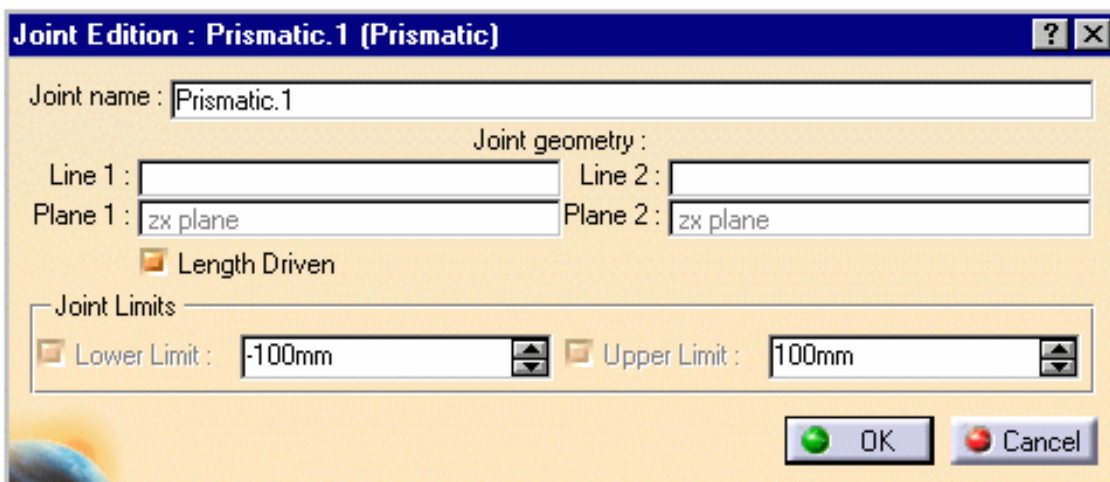 Joint Edition : Prismatic.1 (Prismatic)
Joint name : Prismatic.1
Joint geometry :
Line 1 : Line 2 :
Plane 1 : zx plane Plane 2 : zx plane
Length Driven
Joint Limits
Lower Limit : -100mm Upper Limit : 100mm
OK Cancel